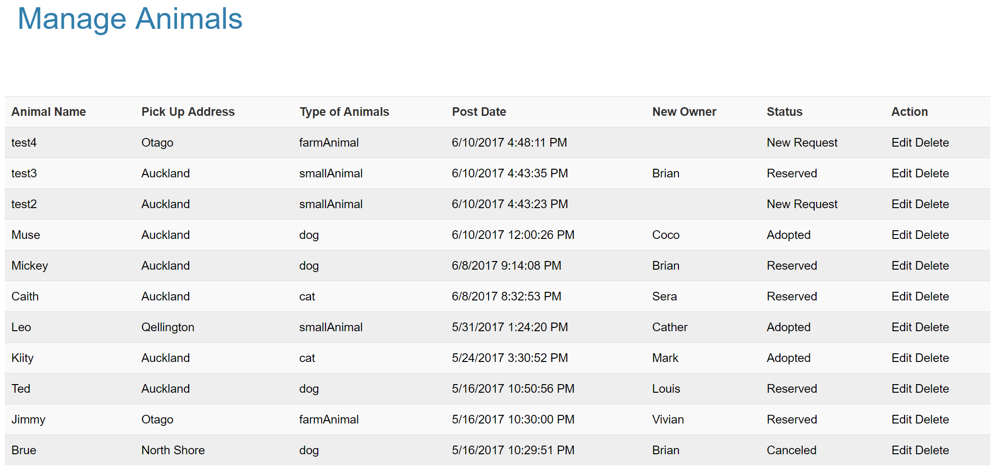 Manage Animals
Animal Name Pick Up Address Type of Animals Post Date New Owner Status Action
test4 Otago farmAnimal 6/10/2017 4:48:11 PM New Request Edit Delete
test3 Auckland smallAnimal 6/10/2017 4:43:35 PM Brian Reserved Edit Delete
test2 Auckland smallAnimal 6/10/2017 4:43:23 PM New Request Edit Delete
Muse Auckland dog 6/10/2017 12:00:26 PM Coco Adopted Edit Delete
Mickey Auckland dog 6/8/2017 9:14:08 PM Brian Reserved Edit Delete
Caith Auckland cat 6/8/2017 8:32:53 PM Sera Reserved Edit Delete
Leo Qellington smallAnimal 5/31/2017 1:24:20 PM Cather Adopted Edit Delete
Kiity Auckland cat 5/24/2017 3:30:52 PM Mark Adopted Edit Delete
Ted Auckland dog 5/16/2017 10:50:56 PM Louis Reserved Edit Delete
Jimmy Otago farmAnimal 5/16/2017 10:30:00 PM Vivian Reserved Edit Delete
Brue North Shore dog 5/16/2017 10:29:51 PM Brian Canceled Edit Delete